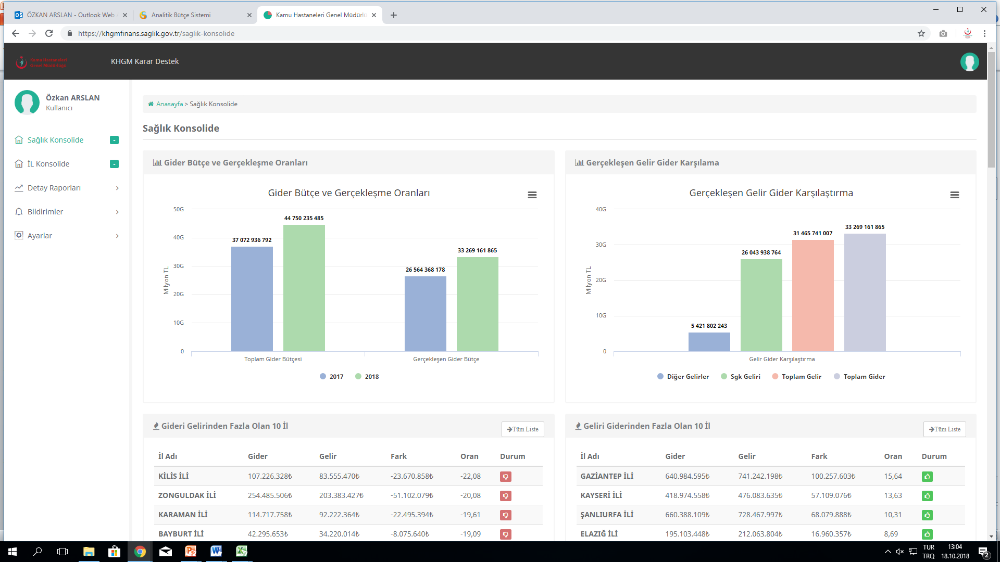 ÖZKAN ARSLAN - Outlook Web A
Analitik Bütçe Sistemi
Kamu Hastaneleri Genel Müdürlü
https://khgmfinans.saglik.gov.tr/saglik-konsolide
Kamu Hastaneleri
Genel Müdürlüğü
KHGM Karar Destek
Özkan ARSLAN
Kullanıcı
Sağlık Konsolide -
İL Konsolide -
Detay Raporları
Bildirimler
Ayarlar
Anasayfa > Sağlık Konsolide
Sağlık Konsolide
Gider Bütçe ve Gerçekleşme Oranları
Gider Bütçe ve Gerçekleşme Oranları
Milyon TL
50G
40G
30G
20G
10G
0
37 072 936 792
44 750 235 485
26 564 368 178
33 269 161 865
Toplam Gider Bütçesi
Gerçekleşen Gider Bütçe
2017 2018
Gerçekleşen Gelir Gider Karşılama
Gerçekleşen Gelir Gider Karşılaştırma
Milyon TL
40G
30G
20G
10G
0
5 421 802 243
26 043 938 764
31 465 741 007
33 269 161 865
Gelir Gider Karşılaştırma
Diğer Gelirler Sgk Geliri Toplam Gelir Toplam Gider
Gideri Gelirinden Fazla Olan 10 İl
Tüm Liste
İl Adı Gider Gelir Fark Oran Durum
KİLİS İLİ 107.226.328₺ 83.555.470₺ -23.670.858₺ -22,08
ZONGULDAK İLİ 254.485.506₺ 203.383.427₺ -51.102.079₺ -20,08
KARAMAN İLİ 114.717.758₺ 92.222.364₺ -22.495.394₺ -19,61
BAYBURT İLİ 42.295.653₺ 34.220.014₺ -8.075.640₺ -19,09
Geliri Giderinden Fazla Olan 10 İl
Tüm Liste
İl Adı Gider Gelir Fark Oran Durum
GAZİANTEP İLİ 640.984.595₺ 741.242.198₺ 100.257.603₺ 15,64
KAYSERİ İLİ 418.974.558₺ 476.083.635₺ 57.109.076₺ 13,63
ŞANLIURFA İLİ 660.388.109₺ 728.467.997₺ 68.079.888₺ 10,31
ELAZIĞ İLİ 195.103.448₺ 212.063.804₺ 16.960.357₺ 8,69
TUR 13:04
TRQ 18.10.2018
2